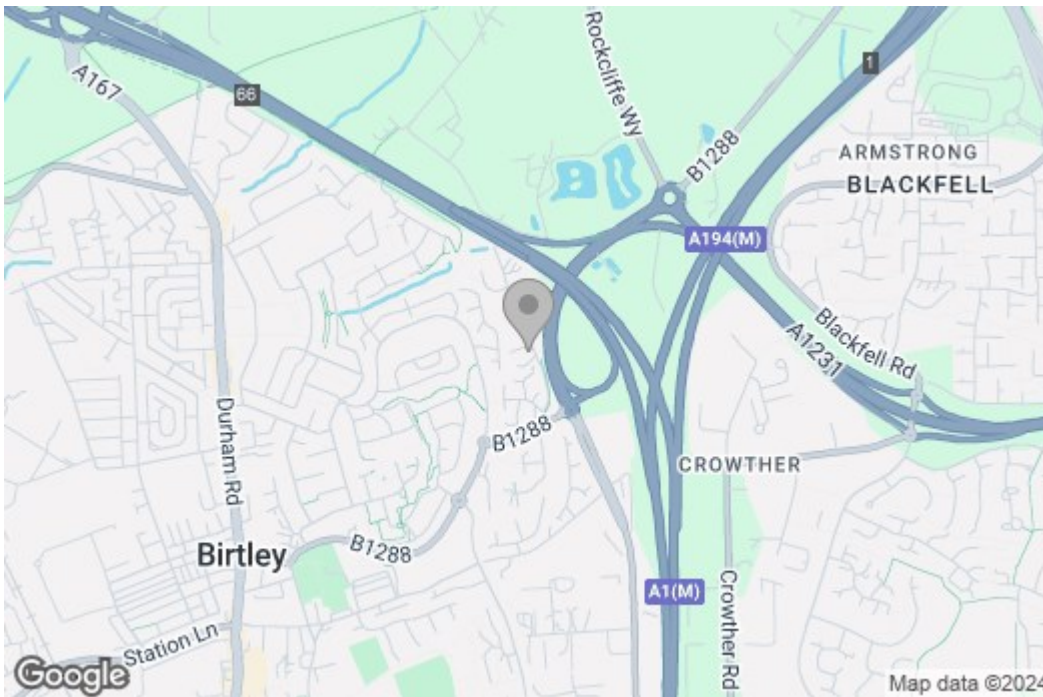 A167
66
Rockcliffe Wy
B1288
1
ARMSTRONG
BLACKFELL
A194(M)
Blackfell Rd
A1231
Durham Rd
B1288
CROWTHER
Birtley
B1288
A1(M)
Crowther Rd
Station Ln
Google
Map data ©2024